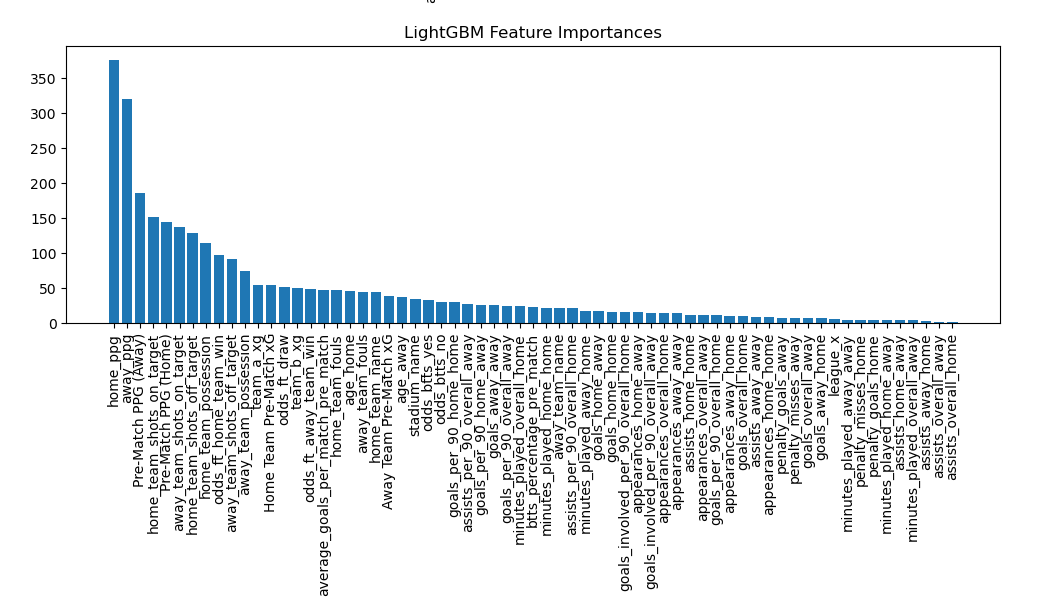 LightGBM Feature Importances
350
300
250
200
150
100
50
0
home_ppg
away_ppg
Pre-Match PPG (Away)
home_team_shots_on_target
Pre-Match PPG (Home)
away_team_shots_on_target
home_team_shots_off_target
home_team_possession
odds_ft_home_team_win
away_team_shots_off_target
away_team_possession
team_a_xg
Home Team Pre-Match xG
odds_ft_draw
team_b_xg
odds_ft_away_team_win
average_goals_per_match_pre_match
home_team_fouls
age_home
away_team_fouls
home_team_name
Away Team Pre-Match xG
age_away
stadium_name
odds_btts_yes
odds_btts_no
goals_per_90_home_home
assists_per_90_overall_away
goals_per_90_home_away
goals_away_away
goals_per_90_overall_away
minutes_played_overall_home
btts_percentage_pre_match
minutes_played_home_home
away_team_name
assists_per_90_overall_home
minutes_played_away_home
goals_home_away
goals_home_home
goals_involved_per_90_overall_home
appearances_home_away
goals_involved_per_90_overall_away
appearances_overall_away
appearances_away_away
assists_home_home
appearances_overall_away
goals_per_90_overall_home
appearances_away_home
goals_overall_home
assists_away_away
appearances_home_home
penalty_goals_away
penalty_misses_away
goals_overall_away
goals_away_home
league_x
minutes_played_away_away
penalty_misses_home
penalty_goals_home
minutes_played_home_away
assists_home_away
minutes_played_overall_away
assists_away_home
assists_overall_away
assists_overall_home